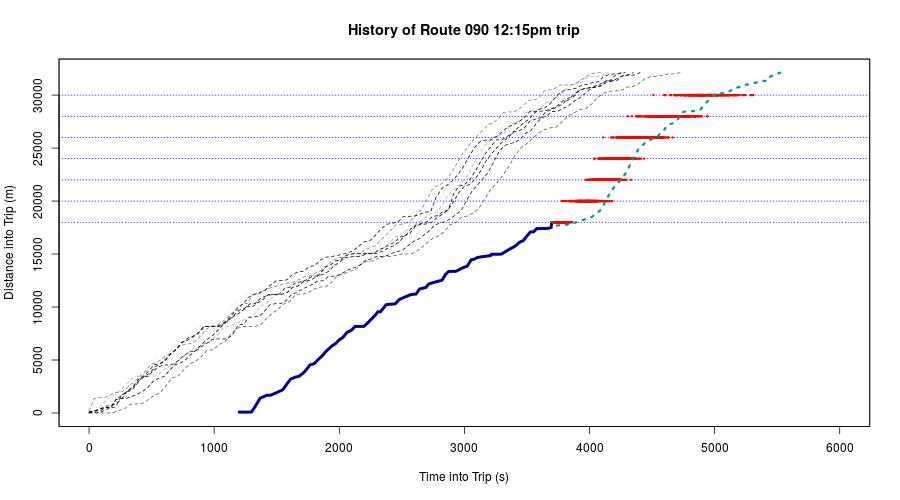 History of Route 090 12:15pm trip
Distance into Trip (m)
30000
25000
20000
15000
10000
5000
0
0 1000 2000 3000 4000 5000 6000
Time into Trip (s)